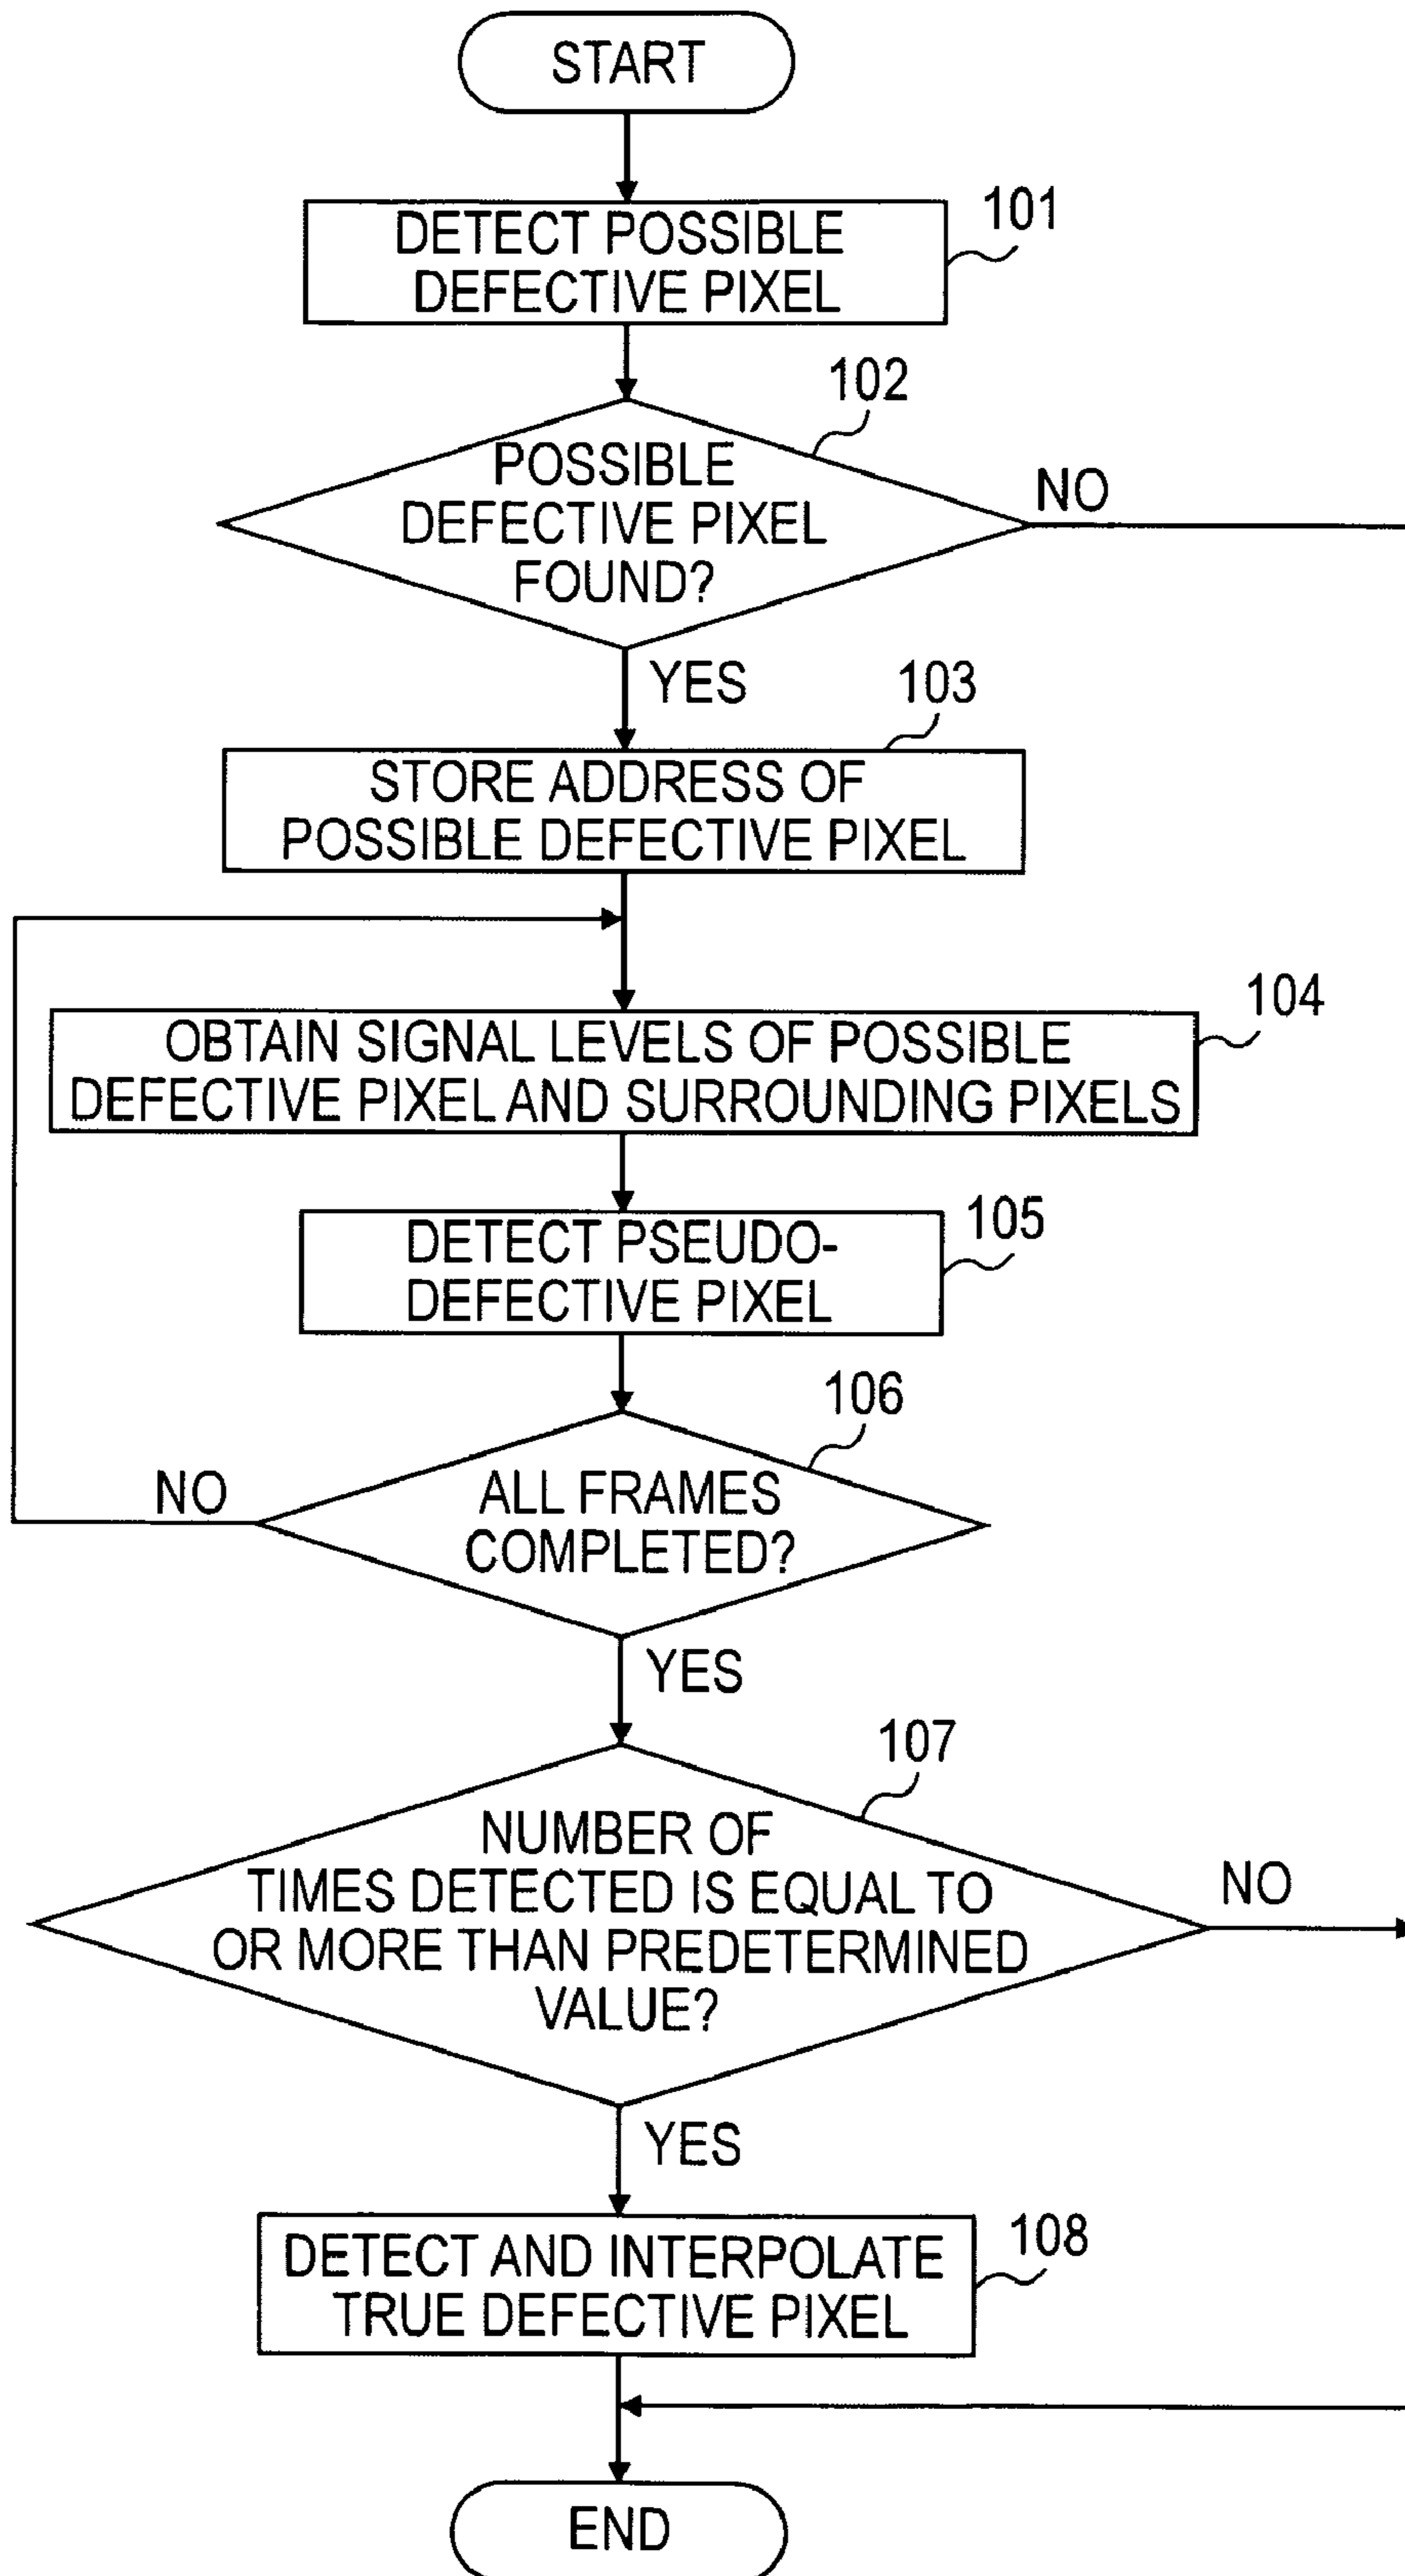 START
101
DETECT POSSIBLE
DEFECTIVE PIXEL
102
POSSIBLE
DEFECTIVE PIXEL
FOUND?
NO
YES
103
STORE ADDRESS OF
POSSIBLE DEFECTIVE PIXEL
104
OBTAIN SIGNAL LEVELS OF POSSIBLE
DEFECTIVE PIXEL AND SURROUNDING PIXELS
105
DETECT PSEUDO-
DEFECTIVE PIXEL
106
ALL FRAMES
COMPLETED?
NO
YES
107
NUMBER OF
TIMES DETECTED IS EQUAL TO
OR MORE THAN PREDETERMINED
VALUE?
NO
YES
108
DETECT AND INTERPOLATE
TRUE DEFECTIVE PIXEL
END